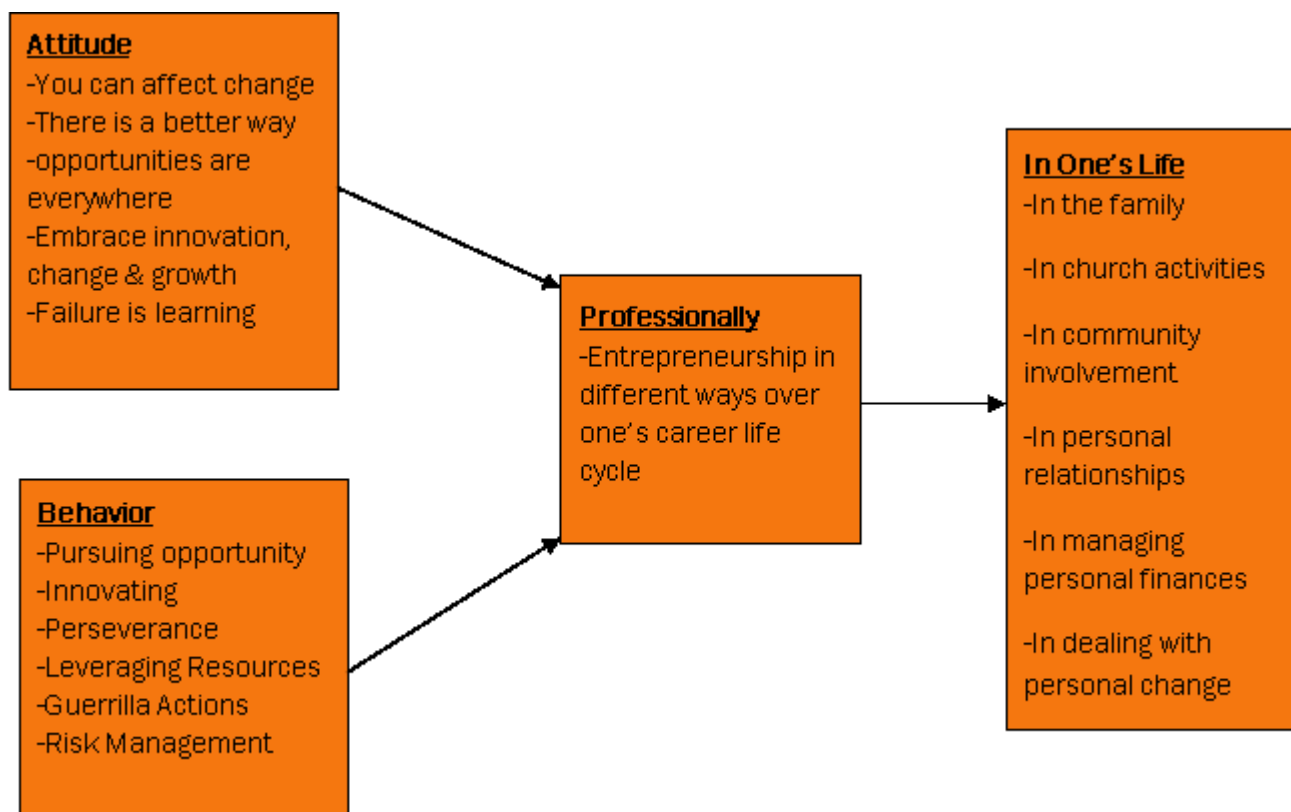 Attitude
-You can affect change
-There is a better way
-opportunities are
everywhere
-Embrace innovation,
change & growth
-Failure is learning
Behavior
-Pursuing opportunity
-Innovating
-Perseverance
-Leveraging Resources
-Guerrilla Actions
-Risk Management
Professionally
-Entrepreneurship in
different ways over
one's career life
cycle
In One's Life
-In the family
-In church activities
-In community
involvement
-In personal
relationships
-In managing
personal finances
-In dealing with
personal change